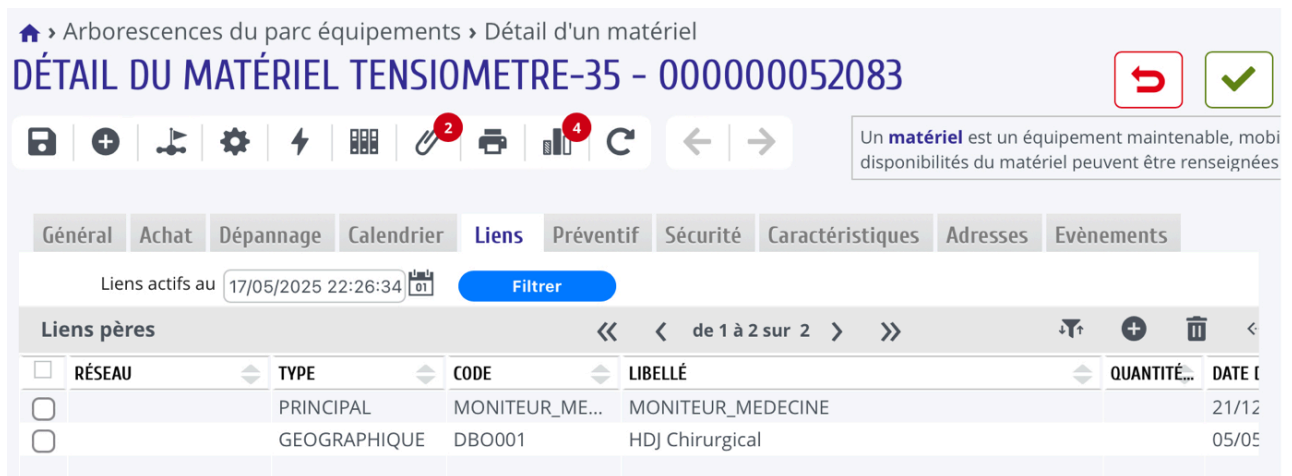 › Arborescences du parc équipements › Détail d'un matériel
DÉTAIL DU MATÉRIEL TENSIOMETRE-35 - 000000052083
2
4
Un matériel est un équipement maintenable, mobi
disponibilités du matériel peuvent être renseignées
Général Achat Dépannage Calendrier Liens Préventif Sécurité Caractéristiques Adresses Evènements
Liens actifs au 17/05/2025 22:26:34 01 Filtrer
Liens pères « ‹ de 1 à 2 sur 2 › »
RÉSEAU TYPE CODE LIBELLÉ QUANTITÉ... DATE D
PRINCIPAL MONITEUR_ME... MONITEUR_MEDECINE 21/12
GEOGRAPHIQUE DBO001 HDJ Chirurgical 05/05